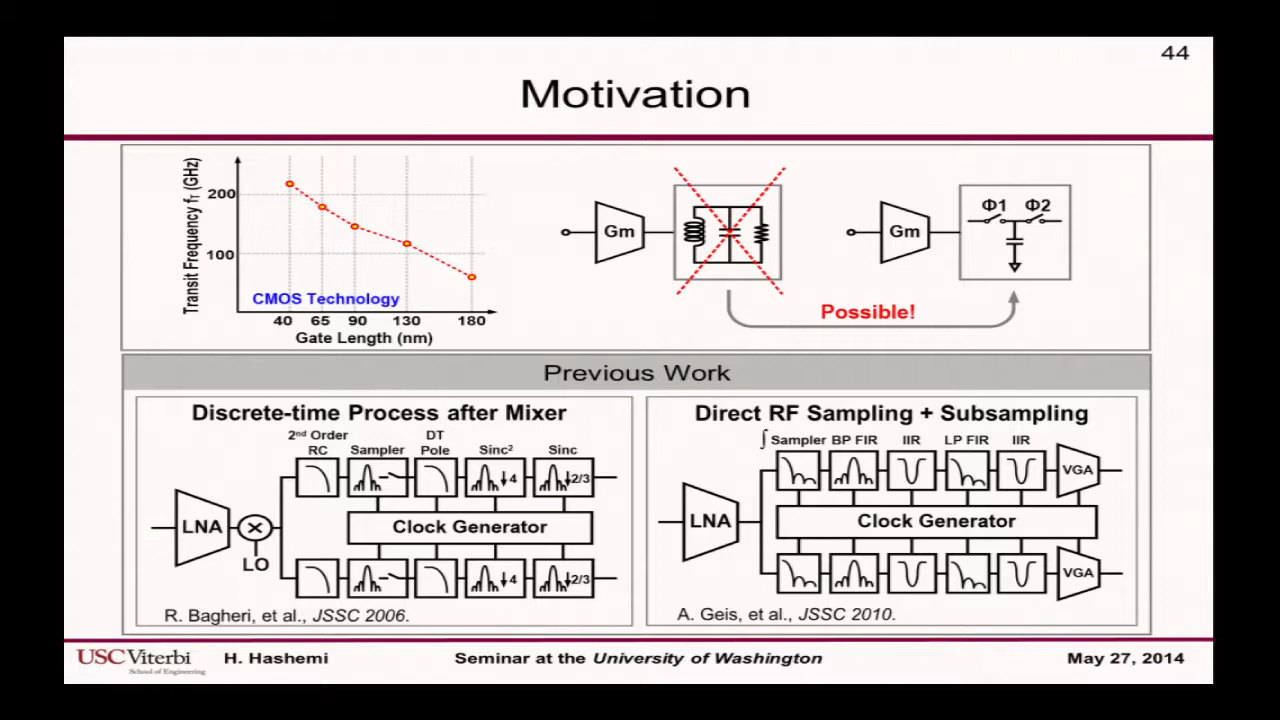 44
Motivation
Transit Frequency fT (GHz)
200
100
CMOS Technology
40 65 90 130 180
Gate Length (nm)
Gm
Gm
Φ1 Φ2
Possible!
Previous Work
Discrete-time Process after Mixer
2nd Order RC
Sampler
DT Pole
Sinc²
Sinc
↓4
↓2/3
LNA
LO
Clock Generator
↓4
↓2/3
R. Bagheri, et al., JSSC 2006.
Direct RF Sampling + Subsampling
∫ Sampler BP FIR IIR LP FIR IIR
VGA
LNA
Clock Generator
VGA
A. Geis, et al., JSSC 2010.
USC Viterbi
School of Engineering
H. Hashemi
Seminar at the University of Washington
May 27, 2014